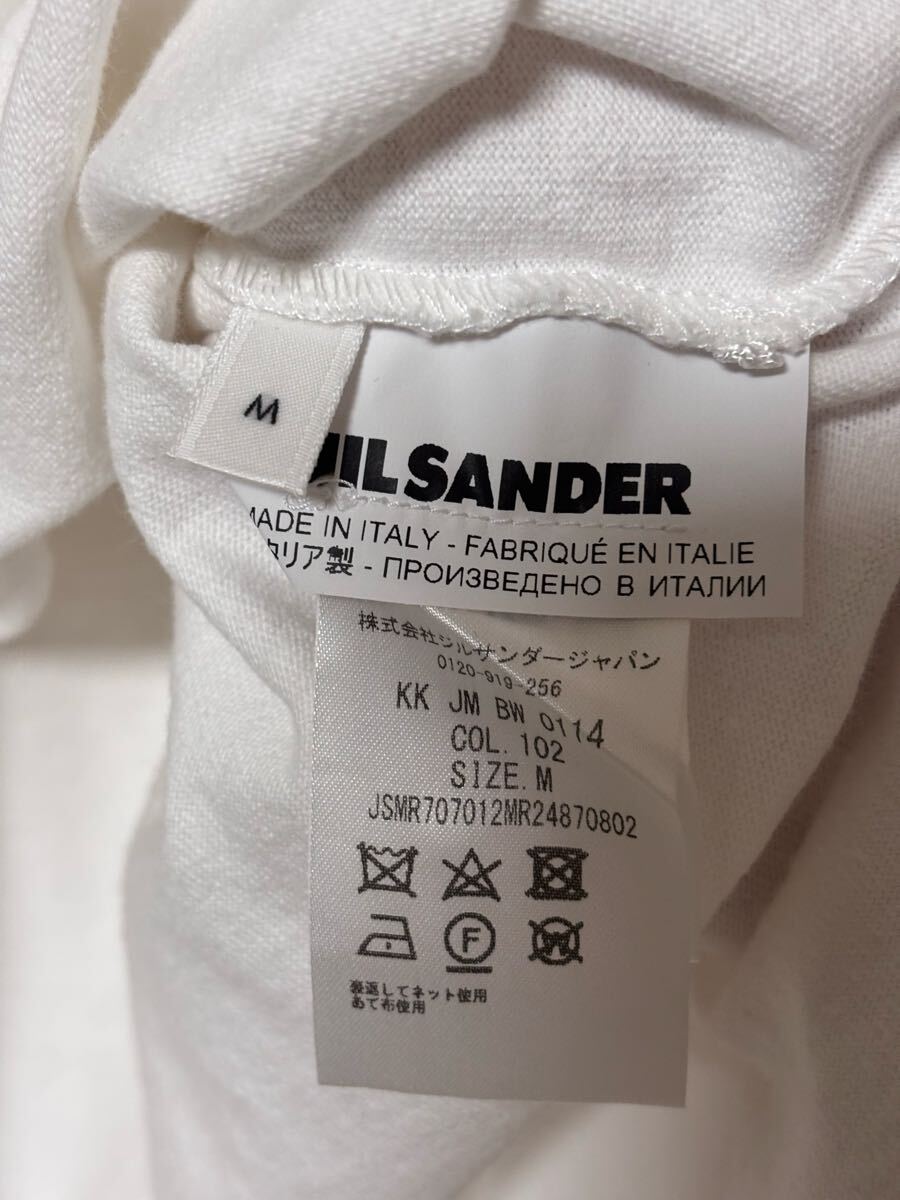 M
JIL SANDER
MADE IN ITALY - FABRIQUÉ EN ITALIE
タリア製 - ПРОИЗВЕДЕНО В ИТАЛИИ
株式会社ジルサンダージャパン
0120-919-256
KK JM BW 0114
COL. 102
SIZE. M
JSMR707012MR24870802
F
W
裏返してネット使用
あて布使用